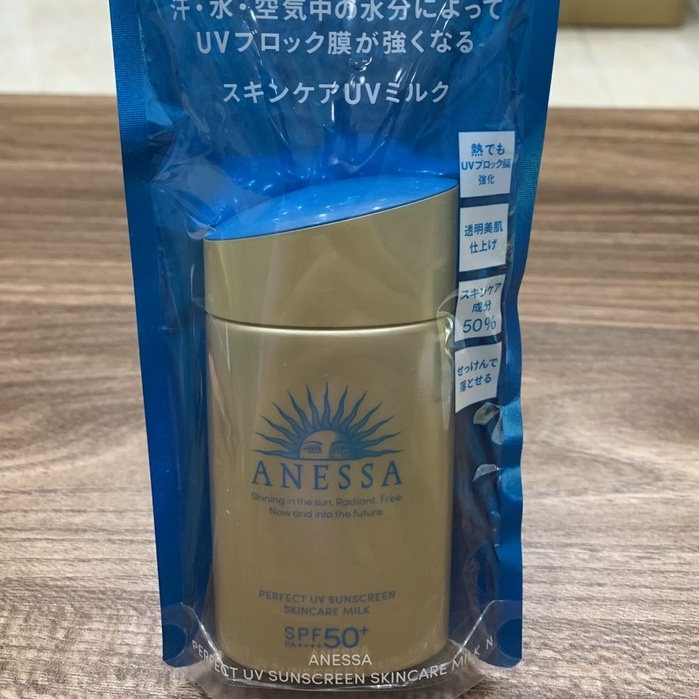 汗・水・空気中の水分によって
UVブロック膜が強くなる
スキンケアUVミルク
熱でも
UVブロック膜
強化
透明美肌
仕上げ
スキンケア
成分
50%
せっけんで
落とせる
ANESSA
Shining in the sun. Radiant. Free.
Now and into the future.
PERFECT UV SUNSCREEN
SKINCARE MILK
SPF50+
PA++++
ANESSA
PERFECT UV SUNSCREEN SKINCARE MILK N